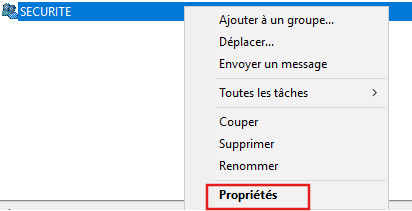 SECURITE
Ajouter à un groupe...
Déplacer...
Envoyer un message
Toutes les tâches
Couper
Supprimer
Renommer
Propriétés